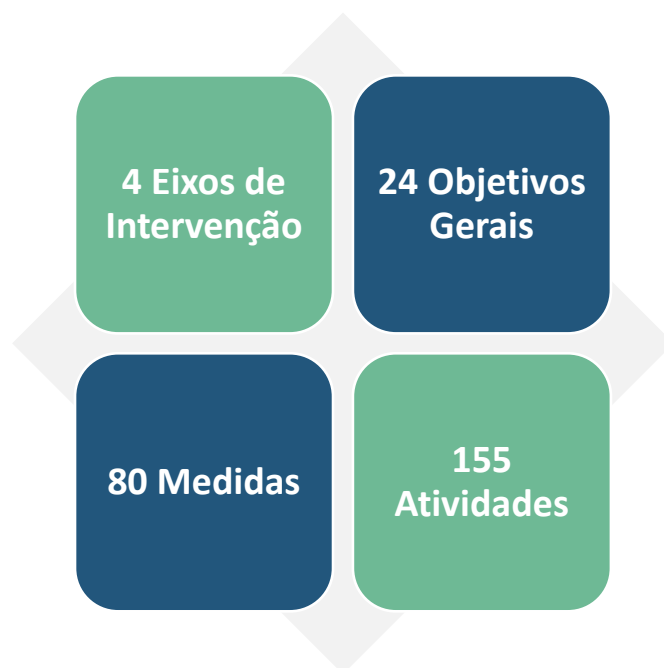 4 Eixos de
Intervenção
24 Objetivos
Gerais
80 Medidas
155
Atividades